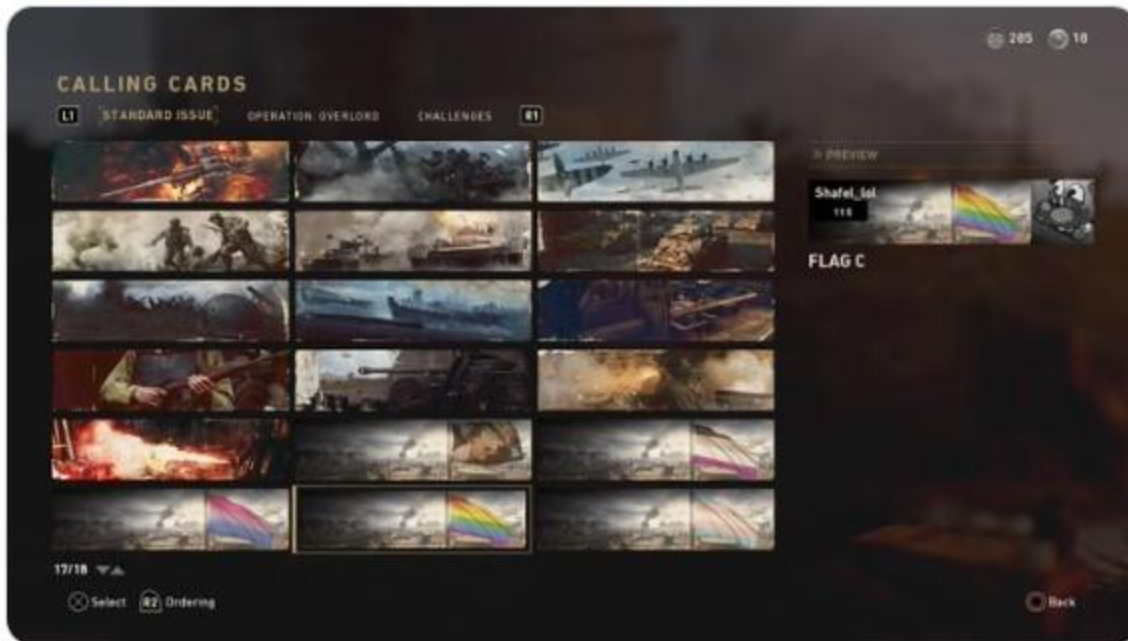 205 18
CALLING CARDS
L1 STANDARD ISSUE OPERATION: OVERLORD CHALLENGES R1
PREVIEW
Shafel_lol
115
FLAG C
17/18
Select R2 Ordering
Back